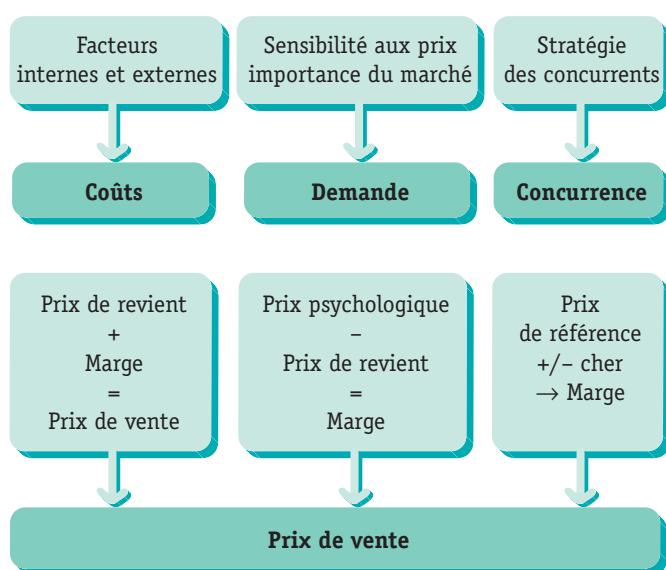 Facteurs
internes et externes
Sensibilité aux prix
importance du marché
Stratégie
des concurrents
Coûts
Demande
Concurrence
Prix de revient
+
Marge
=
Prix de vente
Prix psychologique
–
Prix de revient
=
Marge
Prix
de référence
+/– cher
→ Marge
Prix de vente